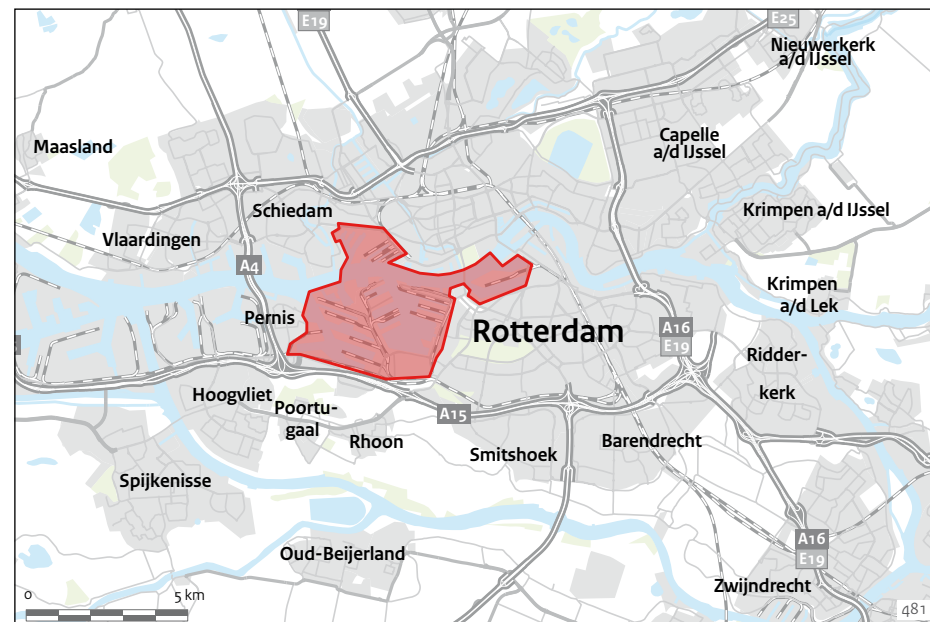 E19
E25
Nieuwerkerk
a/d IJssel
Maasland
Capelle
a/d IJssel
Schiedam
Krimpen a/d IJssel
Vlaardingen
A4
Krimpen
a/d Lek
Pernis
Rotterdam
A16
E19
Ridder-
kerk
Hoogvliet
Poortu-
gaal
A15
Rhoon
Smitshoek
Barendrecht
Spijkenisse
A16
E19
Oud-Beijerland
Zwijndrecht
0 5 km
481